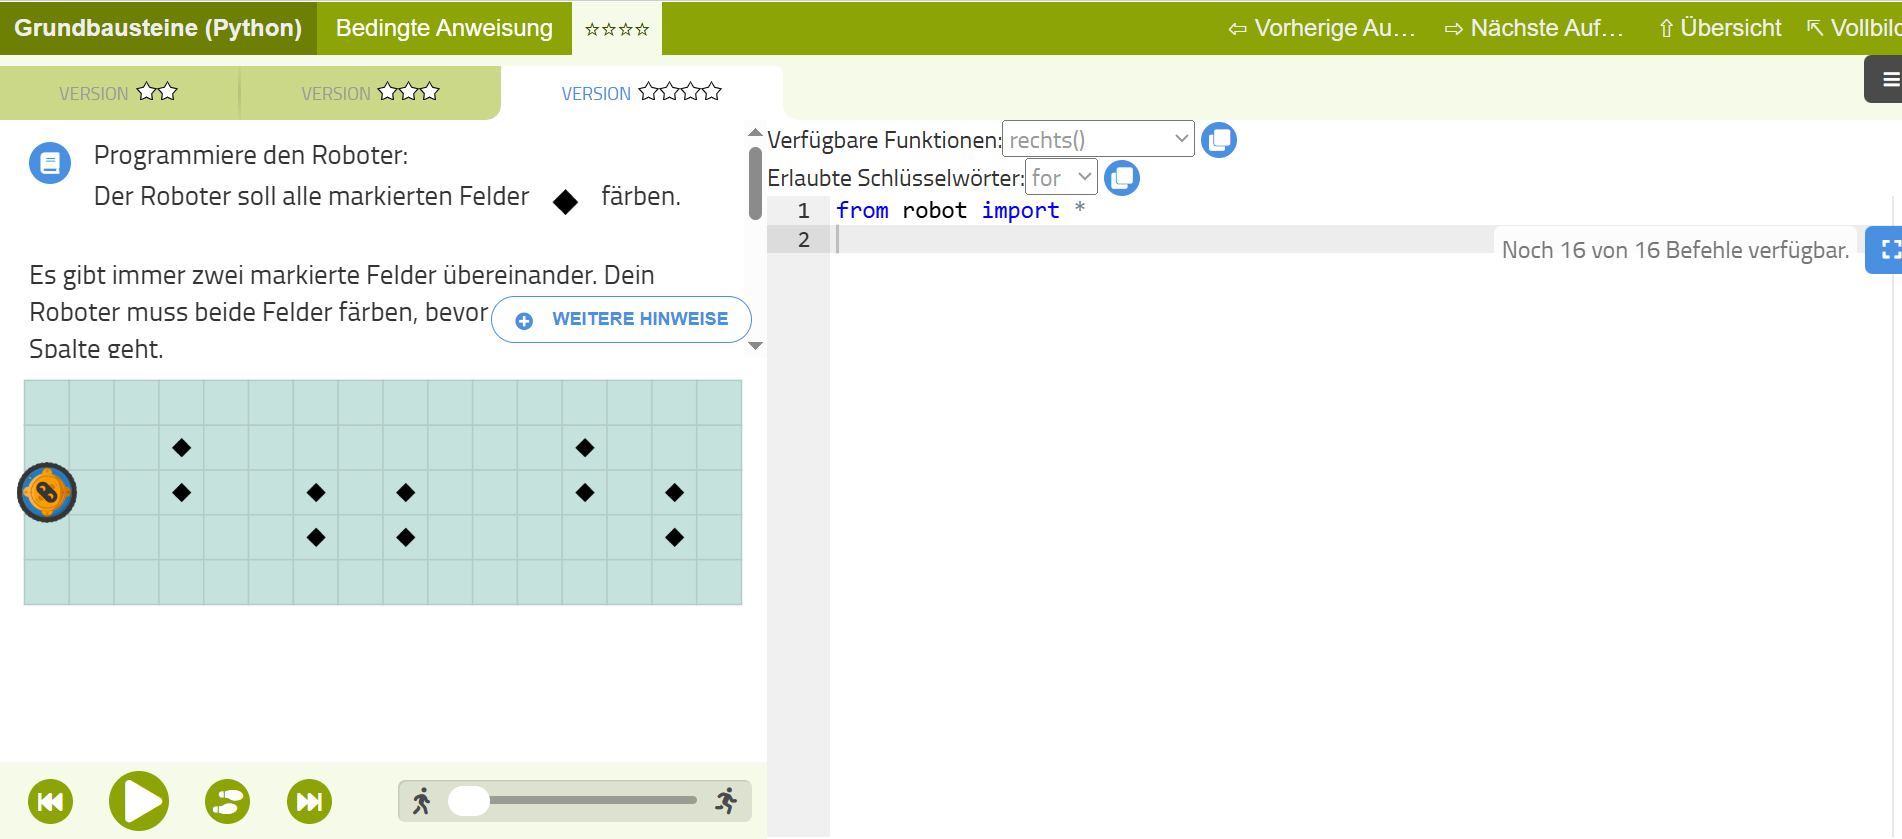 Grundbausteine (Python) Bedingte Anweisung ☆☆☆☆ ⇦ Vorherige Au... ⇨ Nächste Auf... ⇧ Übersicht ⇱ Vollbild
VERSION ☆☆ VERSION ☆☆☆ VERSION ☆☆☆☆
Programmiere den Roboter:
Der Roboter soll alle markierten Felder ◆ färben.
Es gibt immer zwei markierte Felder übereinander. Dein
Roboter muss beide Felder färben, bevor
Spalte geht.
WEITERE HINWEISE
Verfügbare Funktionen: rechts()
Erlaubte Schlüsselwörter: for
1 from robot import *
2
Noch 16 von 16 Befehle verfügbar.